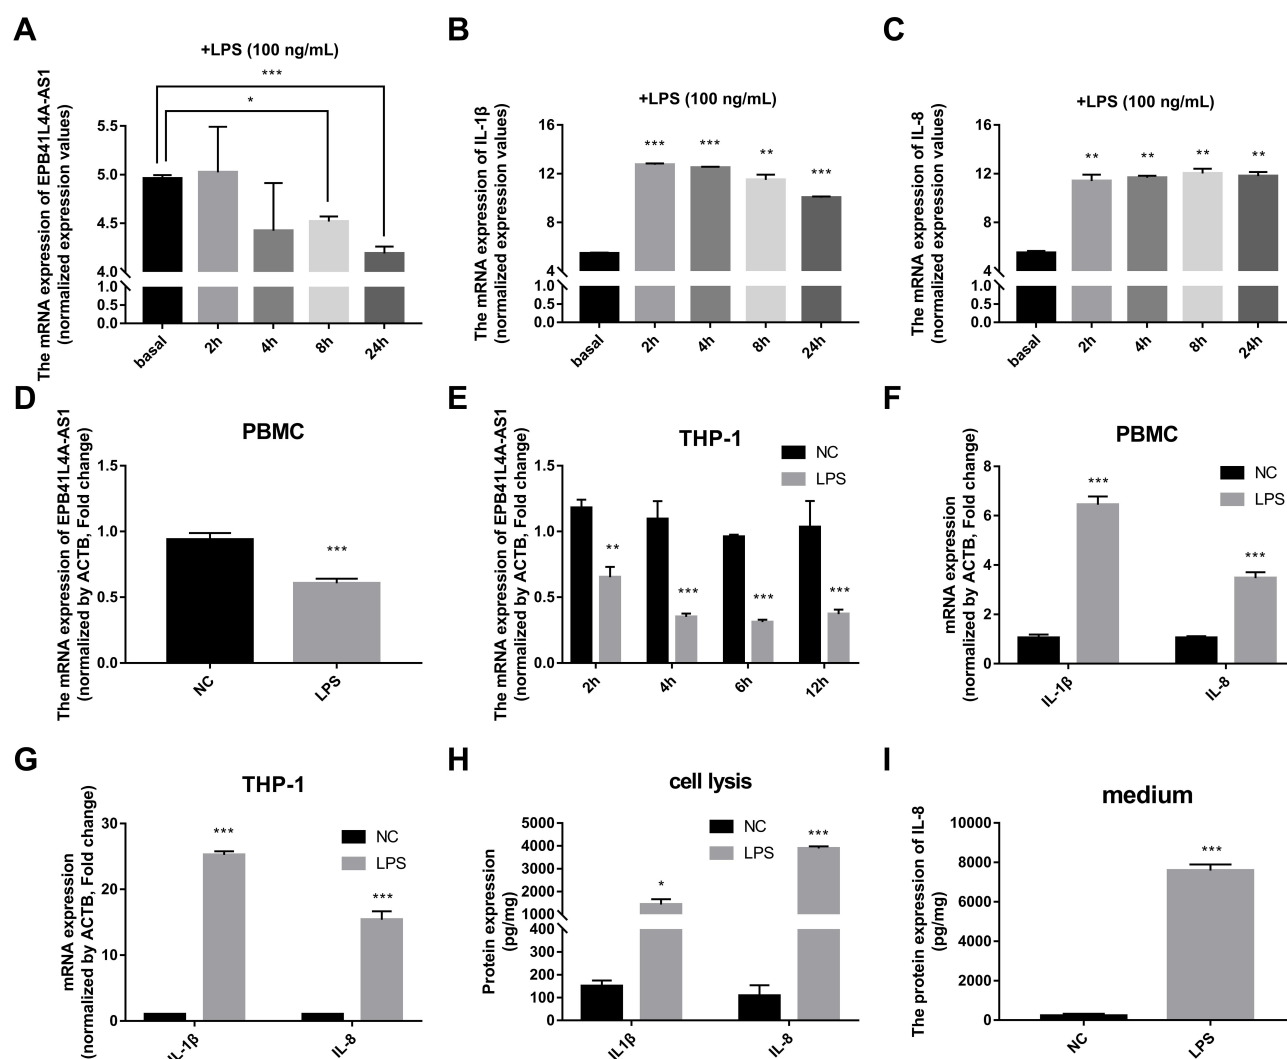 A
+LPS (100 ng/mL)
***
*
The mRNA expression of EPB41L4A-AS1
(normalized expression values)
5.5
5.0
4.5
4.0
1.0
0.5
0.0
basal
2h
4h
8h
24h
B
+LPS (100 ng/mL)
The mRNA expression of IL-1β
(normalized expression values)
16
12
8
4
1.0
0.5
0.0
***
***
**
***
basal
2h
4h
8h
24h
C
+LPS (100 ng/mL)
The mRNA expression of IL-8
(normalized expression values)
16
12
8
4
1.0
0.5
0.0
**
**
**
**
basal
2h
4h
8h
24h
D
PBMC
The mRNA expression of EPB41L4A-AS1
(normalized by ACTB, Fold change)
1.5
1.0
0.5
0.0
***
NC
LPS
E
THP-1
NC
LPS
The mRNA expression of EPB41L4A-AS1
(normalized by ACTB, Fold change)
1.5
1.0
0.5
0.0
**
***
***
***
2h
4h
6h
12h
F
PBMC
NC
LPS
mRNA expression
(normalized by ACTB, Fold change)
8
6
4
2
0
***
***
IL-1β
IL-8
G
THP-1
NC
LPS
mRNA expression
(normalized by ACTB, Fold change)
30
20
10
0
***
***
IL-1β
IL-8
H
cell lysis
NC
LPS
Protein expression
(pg/mg)
5000
4000
3000
2000
1000
400
300
200
100
0
*
***
IL1β
IL-8
I
medium
The protein expression of IL-8
(pg/mg)
10000
8000
6000
4000
2000
0
***
NC
LPS